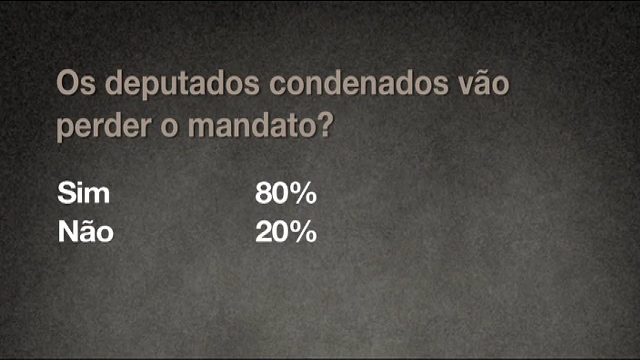 Os deputados condenados vão
perder o mandato?
Sim 80%
Não 20%